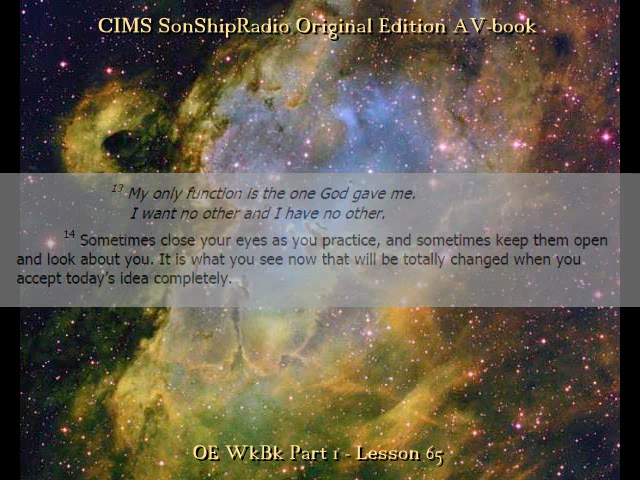 CIMS SonShipRadio Original Edition AV-book
13 My only function is the one God gave me.
I want no other and I have no other.
14 Sometimes close your eyes as you practice, and sometimes keep them open
and look about you. It is what you see now that will be totally changed when you
accept today's idea completely.
OE WkBk Part 1 - Lesson 65